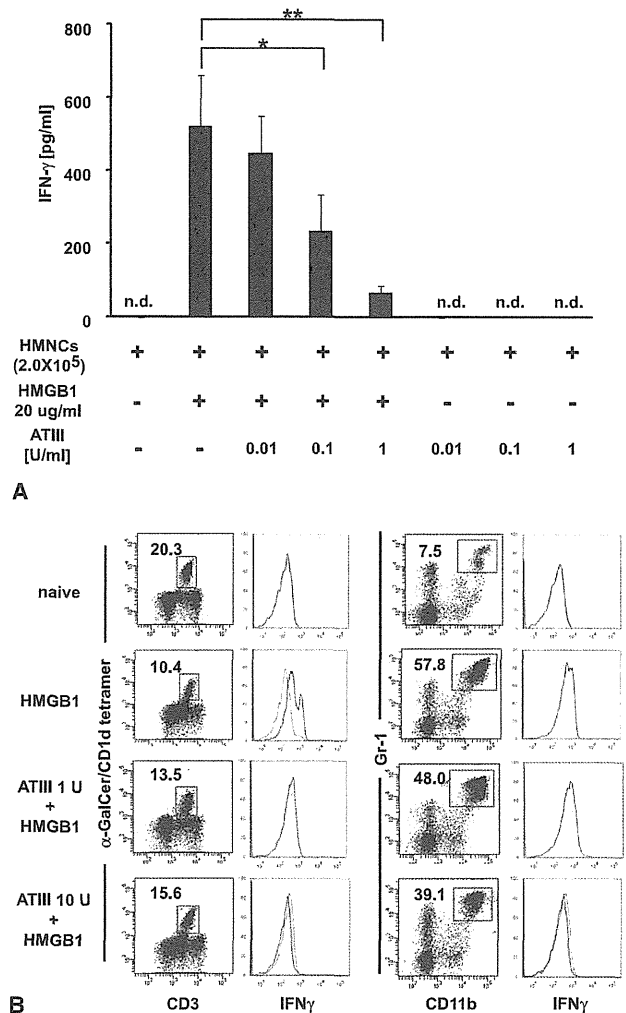 **
*
800
600
400
200
0
IFN-γ [pg/ml]
n.d. n.d. n.d. n.d.
HMNCs
(2.0X10⁵) + + + + + + + +
HMGB1
20 ug/ml - + + + + - - -
ATIII
[U/ml] - - 0.01 0.1 1 0.01 0.1 1
A
naive
HMGB1
ATIII 1 U
+
HMGB1
ATIII 10 U
+
HMGB1
α-GalCer/CD1d tetramer
20.3
10.4
13.5
15.6
Gr-1
7.5
57.8
48.0
39.1
B
CD3 IFNγ CD11b IFNγ